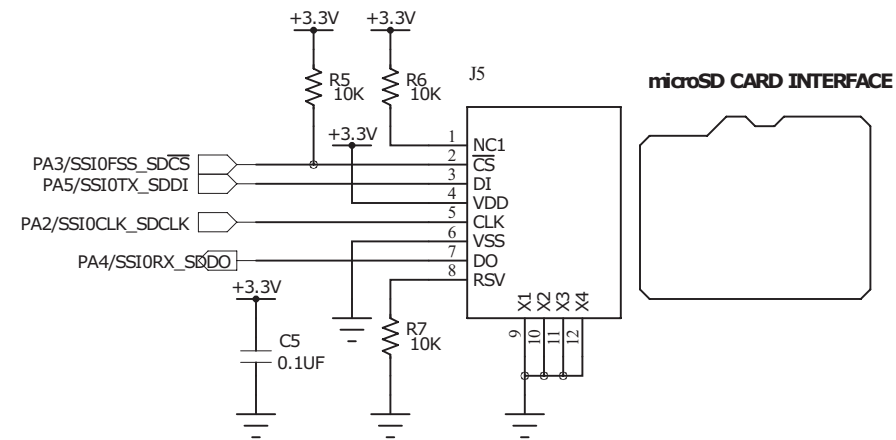 +3.3V +3.3V
R5 10K
R6 10K
J5
microSD CARD INTERFACE
+3.3V
1 NC1
PA3/SSI0FSS_SDC̅S̅ 2 C̅S̅
PA5/SSI0TX_SDDI 3 DI
4 VDD
PA2/SSI0CLK_SDCLK 5 CLK
6 VSS
PA4/SSI0RX_SDDO 7 DO
8 RSV
+3.3V
X1 X2 X3 X4
9 10 11 12
R7 10K
C5
0.1UF